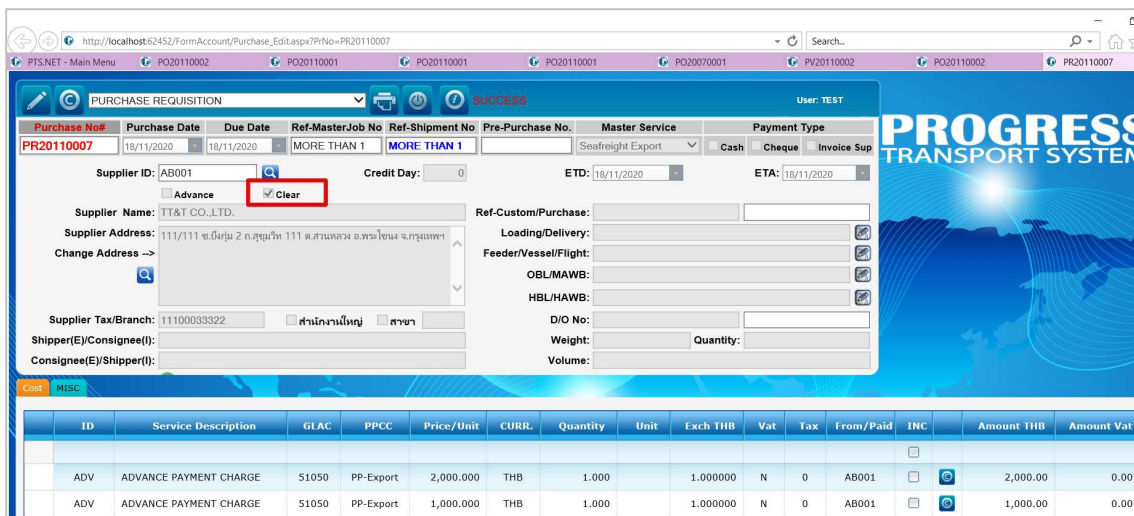 http://localhost:62452/FormAccount/Purchase_Edit.aspx?PrNo=PR20110007 Search...
PTS.NET - Main Menu PO20110002 PO20110001 PO20110001 PO20110001 PO20070001 PV20110002 PO20110002 PR20110007
PURCHASE REQUISITION SUCCESS User: TEST
Purchase No# Purchase Date Due Date Ref-MasterJob No Ref-Shipment No Pre-Purchase No. Master Service Payment Type
PR20110007 18/11/2020 18/11/2020 MORE THAN 1 MORE THAN 1 Seafreight Export Cash Cheque Invoice Sup
PROGRESS
TRANSPORT SYSTEM
Supplier ID: AB001 Credit Day: 0 ETD: 18/11/2020 ETA: 18/11/2020
Advance Clear
Supplier Name: TT&T CO.,LTD. Ref-Custom/Purchase:
Supplier Address: 111/111 ซ.บึงกุ่ม 2 ถ.สุขุมวิท 111 ต.สวนหลวง อ.พระโขนง จ.กรุงเทพฯ Loading/Delivery:
Change Address --> Feeder/Vessel/Flight:
OBL/MAWB:
HBL/HAWB:
Supplier Tax/Branch: 11100033322 สำนักงานใหญ่ สาขา D/O No:
Shipper(E)/Consignee(I): Weight: Quantity:
Consignee(E)/Shipper(I): Volume:
Cost MISC
ID Service Description GLAC PPCC Price/Unit CURR. Quantity Unit Exch THB Vat Tax From/Paid INC Amount THB Amount Vat
ADV ADVANCE PAYMENT CHARGE 51050 PP-Export 2,000.000 THB 1.000 1.000000 N 0 AB001 2,000.00 0.00
ADV ADVANCE PAYMENT CHARGE 51050 PP-Export 1,000.000 THB 1.000 1.000000 N 0 AB001 1,000.00 0.00